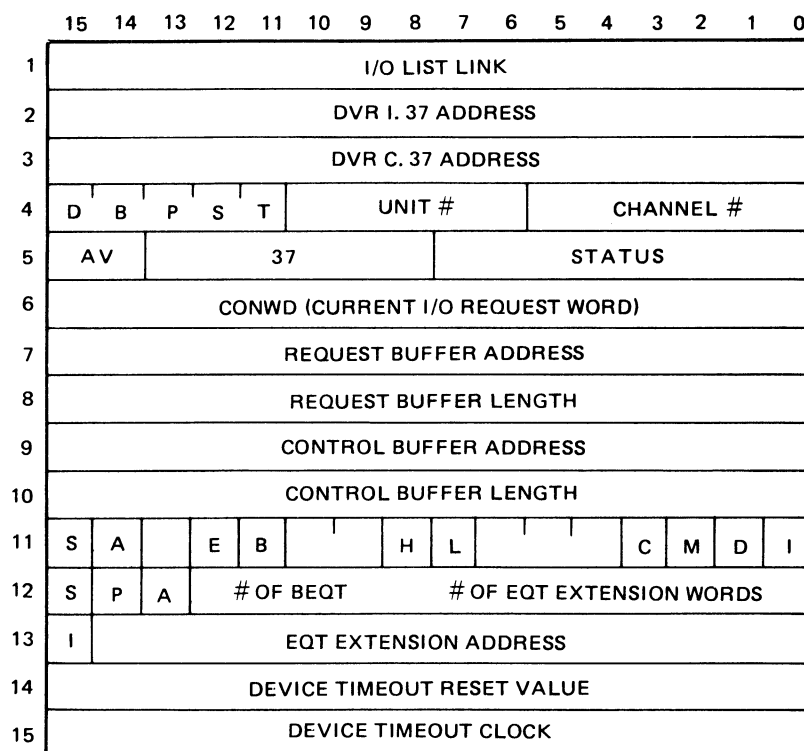 15 14 13 12 11 10 9 8 7 6 5 4 3 2 1 0
1 I/O LIST LINK
2 DVR I. 37 ADDRESS
3 DVR C. 37 ADDRESS
4 D B P S T UNIT # CHANNEL #
5 AV 37 STATUS
6 CONWD (CURRENT I/O REQUEST WORD)
7 REQUEST BUFFER ADDRESS
8 REQUEST BUFFER LENGTH
9 CONTROL BUFFER ADDRESS
10 CONTROL BUFFER LENGTH
11 S A E B H L C M D I
12 S P A # OF BEQT # OF EQT EXTENSION WORDS
13 I EQT EXTENSION ADDRESS
14 DEVICE TIMEOUT RESET VALUE
15 DEVICE TIMEOUT CLOCK